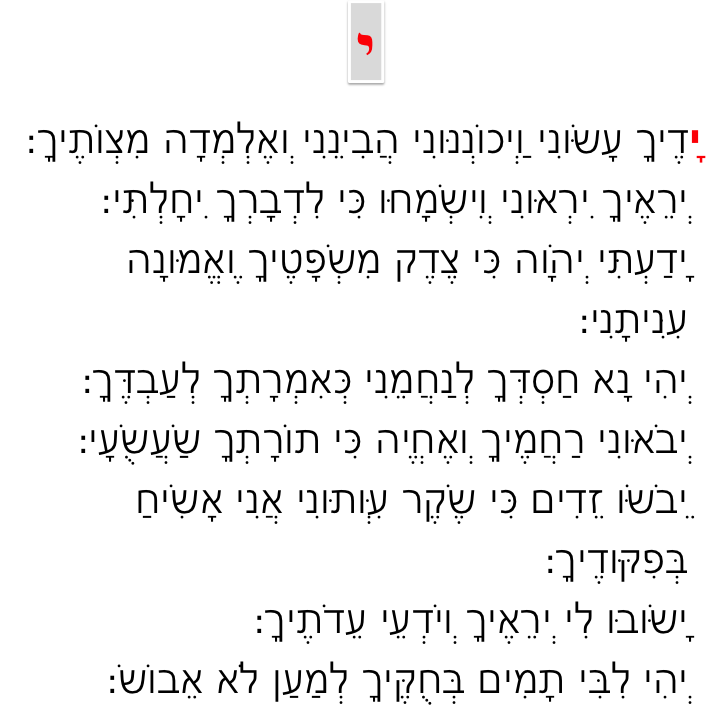 י
יָדֶיךָ עָשׂוּנִי וַיְכוֹנְנוּנִי הֲבִינֵנִי וְאֶלְמְדָה מִצְוֹתֶיךָ:
יְרֵאֶיךָ יִרְאוּנִי וְיִשְׂמָחוּ כִּי לִדְבָרְךָ יִחָלְתִּי:
יָדַעְתִּי יְהֹוָה כִּי צֶדֶק מִשְׁפָּטֶיךָ וֶאֱמוּנָה
עִנִּיתָנִי:
יְהִי נָא חַסְדְּךָ לְנַחֲמֵנִי כְּאִמְרָתְךָ לְעַבְדֶּךָ:
יְבֹאוּנִי רַחֲמֶיךָ וְאֶחְיֶה כִּי תוֹרָתְךָ שַׁעֲשֻׁעָי:
יֵבֹשׁוּ זֵדִים כִּי שֶׁקֶר עִוְּתוּנִי אֲנִי אָשִׂיחַ
בְּפִקּוּדֶיךָ:
יָשׁוּבוּ לִי יְרֵאֶיךָ וְיֹדְעֵי עֵדֹתֶיךָ:
יְהִי לִבִּי תָמִים בְּחֻקֶּיךָ לְמַעַן לֹא אֵבוֹשׁ: